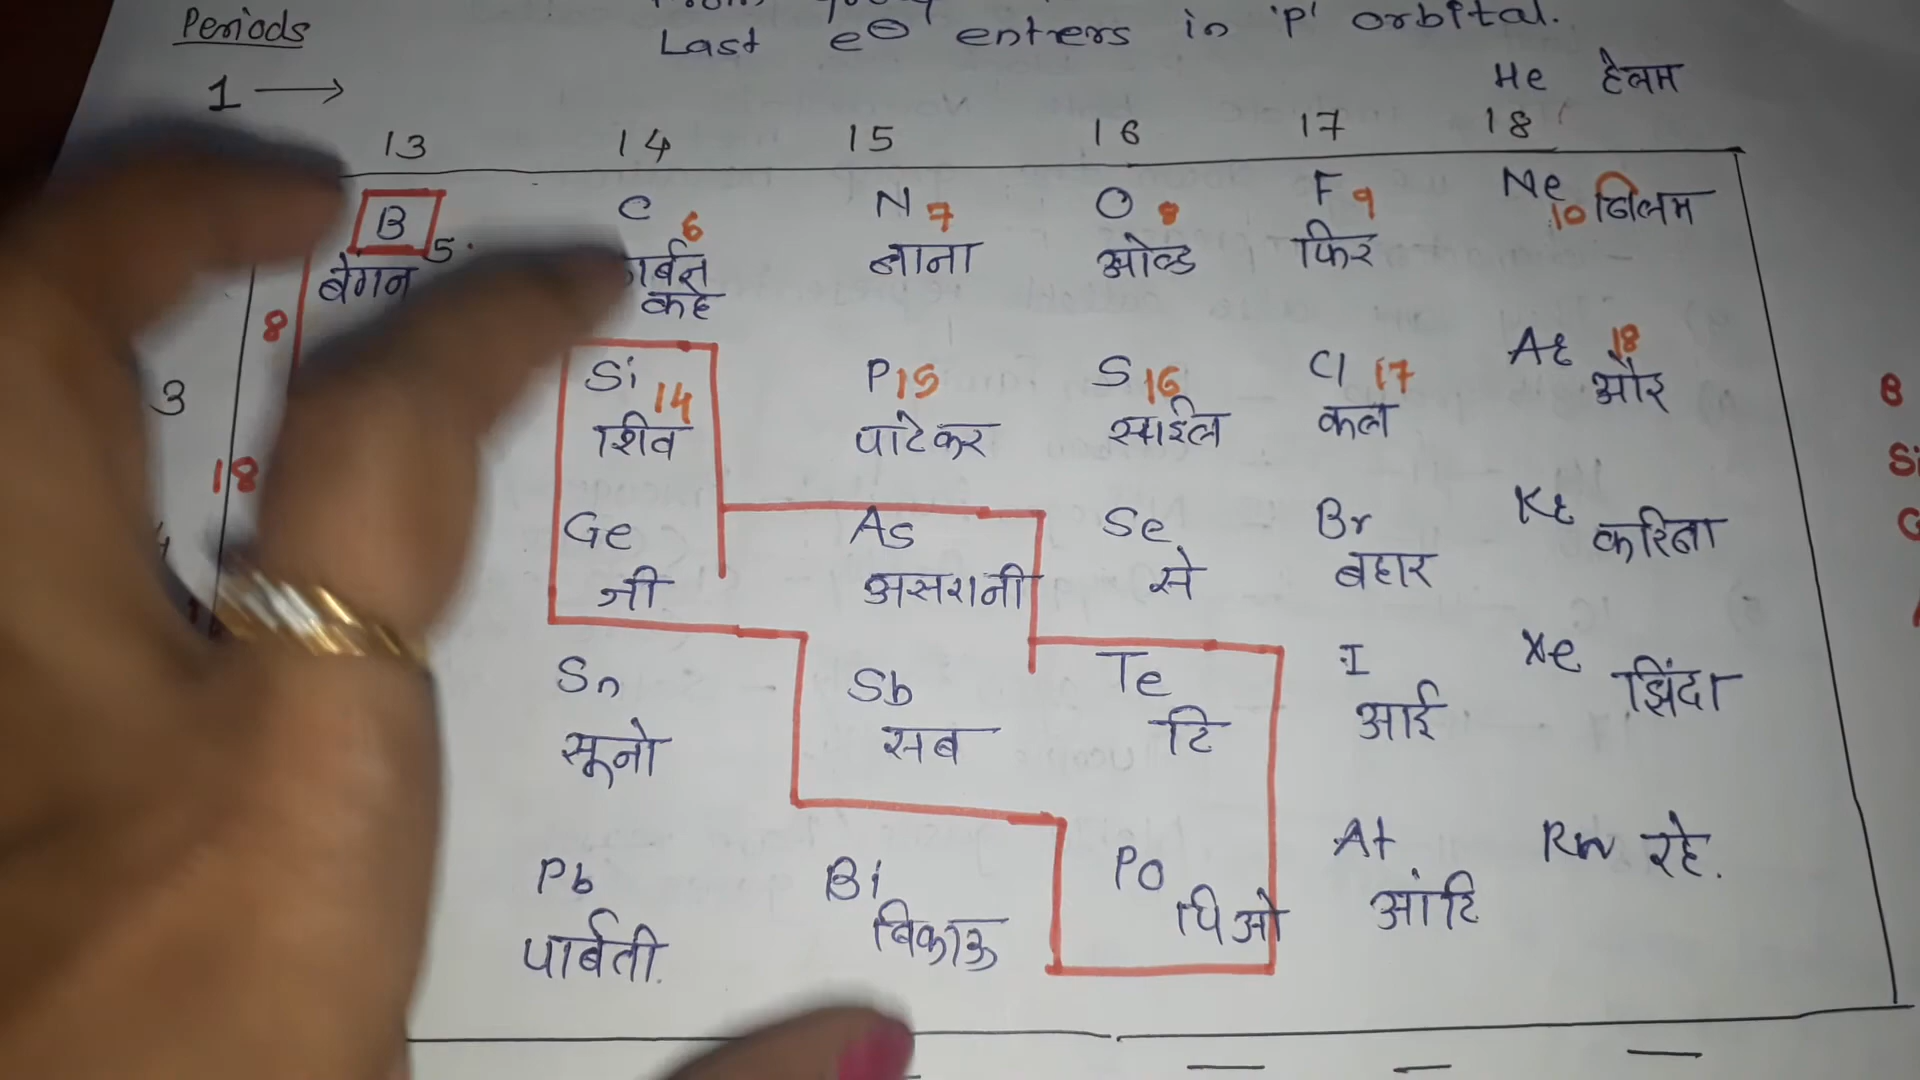 Periods
Last e⊖ enters in 'P' orbital.
He हेलम
1 →
13 14 15 16 17 18
B 5. C 6 N 7 O 8 F 9 Ne 10 निलम
बेगन कार्बन नाना ओल्ड फिर
कहे
8
3 Si 14 P 15 S 16 Cl 17 Ar 18 और
शिव पाटेकर स्माईल कल
18
Ge As Se Br Kr करिना
जी असरानी से बहार
Sn Sb Te I Xe झिंदा
सूनो सब टि आई
Pb Bi Po At Rn रहे.
पार्बती. बिकाऊ पिओ आंटि
B
Si